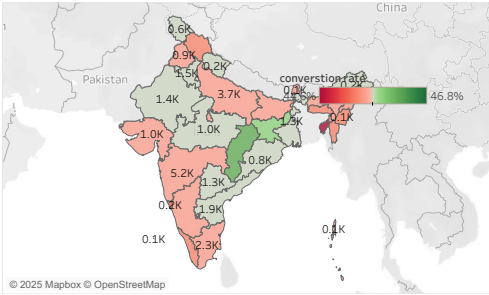 China
Pakistan
0.6K
0.9K
0.2K
1.5K
converstion rate
46.8%
0.1K
1.4K
3.7K
1.3K
0.1K
1.0K
1.0K
0.8K
5.2K
1.3K
0.2K
1.9K
0.1K
2.3K
0.1K
© 2025 Mapbox © OpenStreetMap